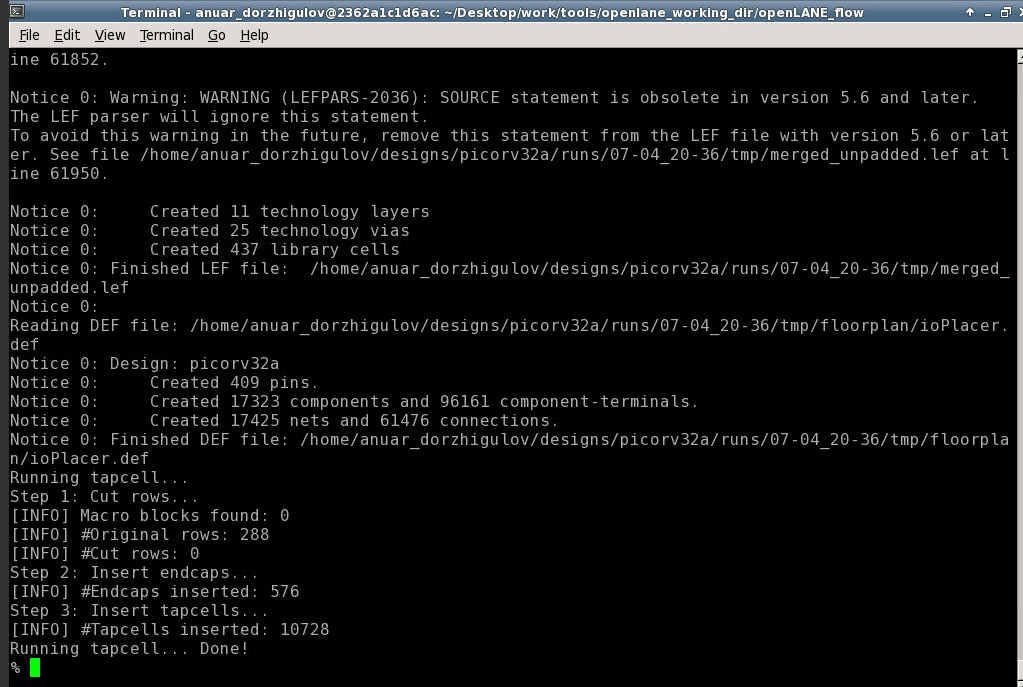 Terminal - anuar_dorzhigulov@2362a1c1d6ac: ~/Desktop/work/tools/openlane_working_dir/openLANE_flow
File Edit View Terminal Go Help
ine 61852.
Notice 0: Warning: WARNING (LEFPARS-2036): SOURCE statement is obsolete in version 5.6 and later.
The LEF parser will ignore this statement.
To avoid this warning in the future, remove this statement from the LEF file with version 5.6 or lat
er. See file /home/anuar_dorzhigulov/designs/picorv32a/runs/07-04_20-36/tmp/merged_unpadded.lef at l
ine 61950.
Notice 0:     Created 11 technology layers
Notice 0:     Created 25 technology vias
Notice 0:     Created 437 library cells
Notice 0: Finished LEF file:  /home/anuar_dorzhigulov/designs/picorv32a/runs/07-04_20-36/tmp/merged_
unpadded.lef
Notice 0:
Reading DEF file: /home/anuar_dorzhigulov/designs/picorv32a/runs/07-04_20-36/tmp/floorplan/ioPlacer.
def
Notice 0: Design: picorv32a
Notice 0:     Created 409 pins.
Notice 0:     Created 17323 components and 96161 component-terminals.
Notice 0:     Created 17425 nets and 61476 connections.
Notice 0: Finished DEF file: /home/anuar_dorzhigulov/designs/picorv32a/runs/07-04_20-36/tmp/floorpla
n/ioPlacer.def
Running tapcell...
Step 1: Cut rows...
[INFO] Macro blocks found: 0
[INFO] #Original rows: 288
[INFO] #Cut rows: 0
Step 2: Insert endcaps...
[INFO] #Endcaps inserted: 576
Step 3: Insert tapcells...
[INFO] #Tapcells inserted: 10728
Running tapcell... Done!
%